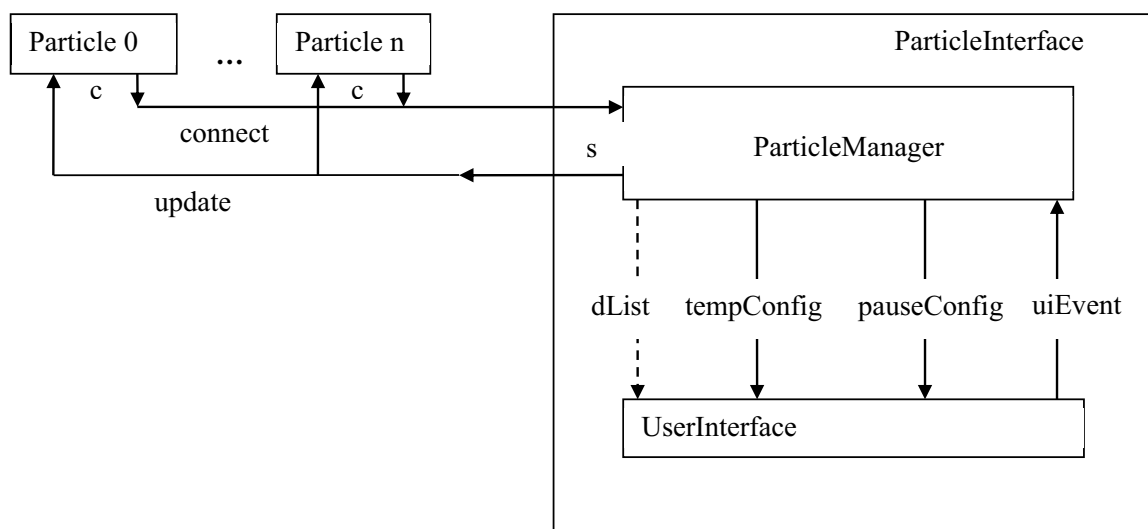 Particle 0
...
Particle n
ParticleInterface
c
c
connect
ParticleManager
s
update
dList
tempConfig
pauseConfig
uiEvent
UserInterface